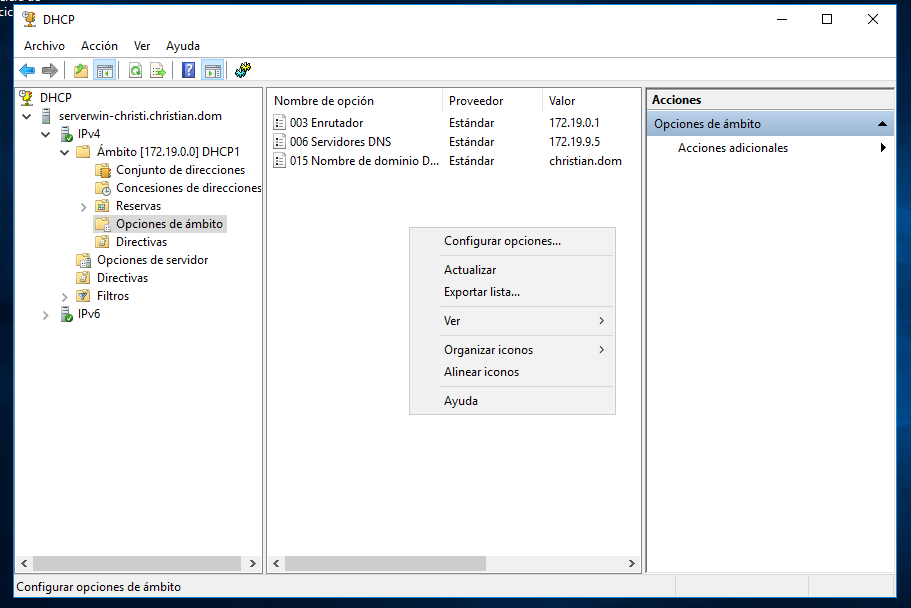 DHCP
Archivo Acción Ver Ayuda
DHCP
serverwin-christi.christian.dom
IPv4
Ámbito [172.19.0.0] DHCP1
Conjunto de direcciones
Concesiones de direcciones
Reservas
Opciones de ámbito
Directivas
Opciones de servidor
Directivas
Filtros
IPv6
Nombre de opción Proveedor Valor
003 Enrutador Estándar 172.19.0.1
006 Servidores DNS Estándar 172.19.9.5
015 Nombre de dominio D... Estándar christian.dom
Configurar opciones...
Actualizar
Exportar lista...
Ver
Organizar iconos
Alinear iconos
Ayuda
Acciones
Opciones de ámbito
Acciones adicionales
Configurar opciones de ámbito